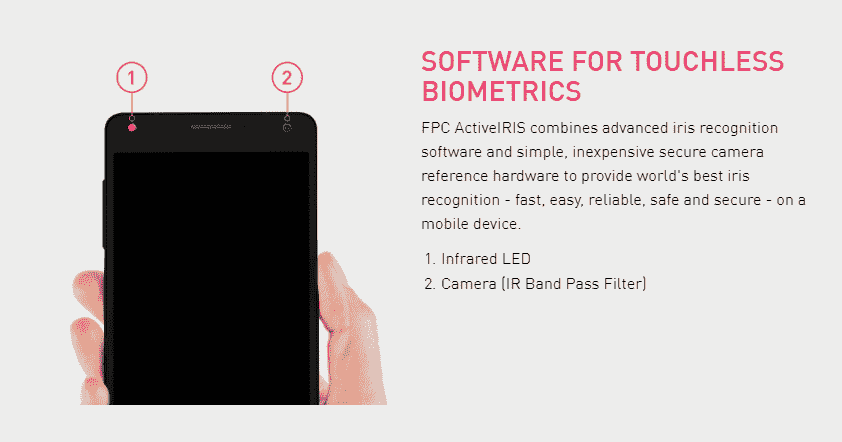 1
2
SOFTWARE FOR TOUCHLESS
BIOMETRICS
FPC ActiveIRIS combines advanced iris recognition
software and simple, inexpensive secure camera
reference hardware to provide world's best iris
recognition - fast, easy, reliable, safe and secure - on a
mobile device.
1. Infrared LED
2. Camera (IR Band Pass Filter)